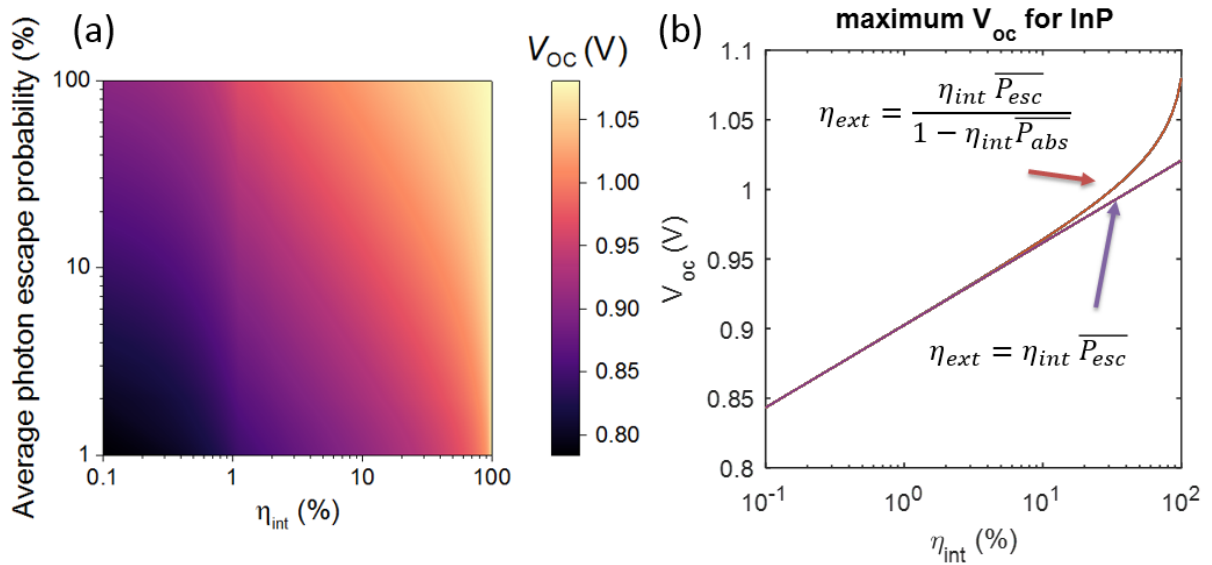 (a)
Average photon escape probability (%)
100
10
1
0.1 1 10 100
η_int (%)
V_OC (V)
1.05
1.00
0.95
0.90
0.85
0.80
(b)
maximum V_oc for InP
1.1
1.05
1
0.95
0.9
0.85
0.8
V_oc (V)
η_ext = η_int \overline{P_esc} / (1 − η_int \overline{P_abs})
η_ext = η_int \overline{P_esc}
10^-1 10^0 10^1 10^2
η_int (%)